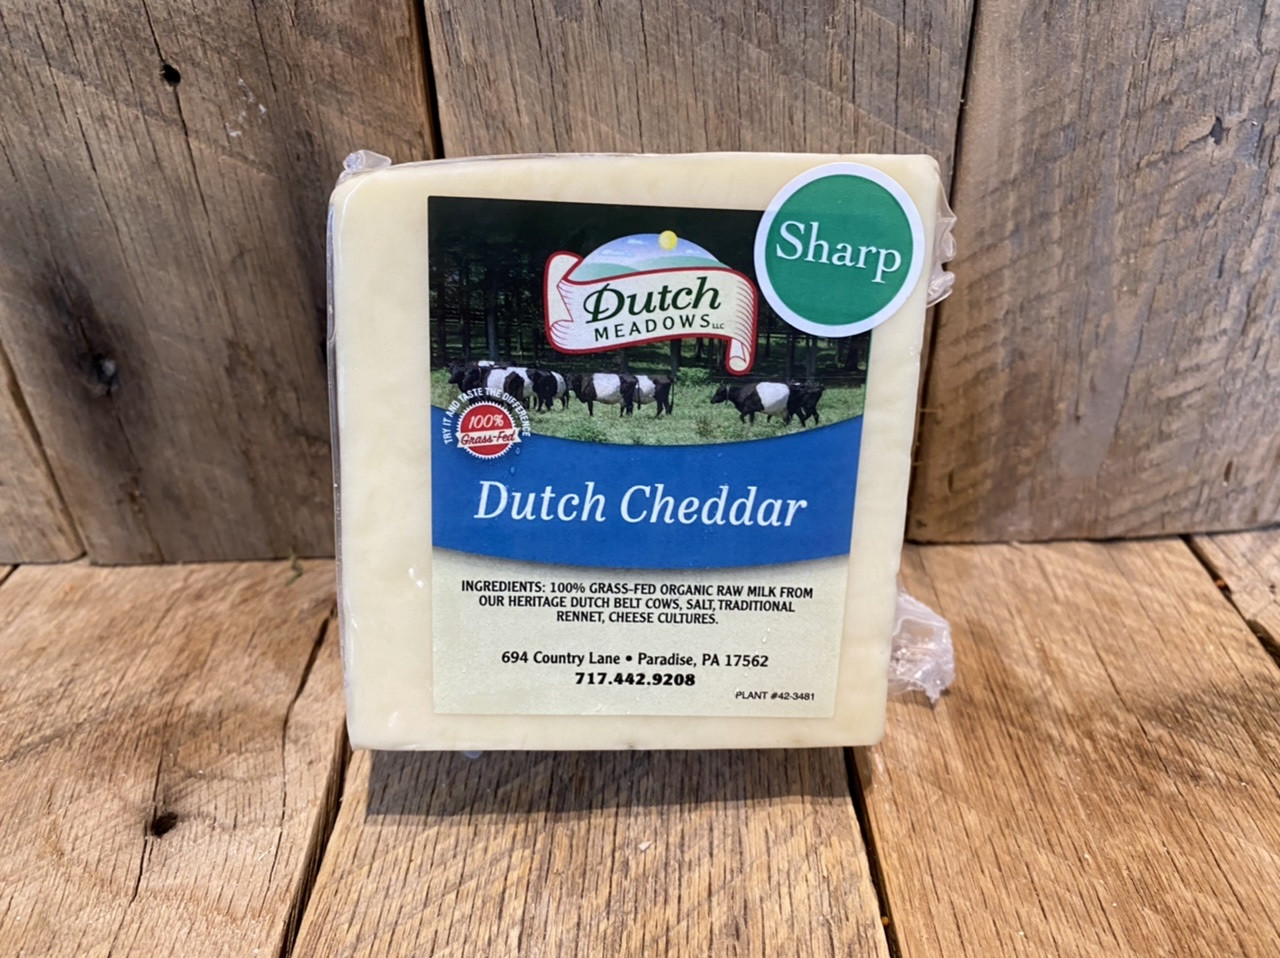 Sharp
Dutch
MEADOWS LLC
TRY IT AND TASTE THE DIFFERENCE
100%
Grass-Fed
Dutch Cheddar
INGREDIENTS: 100% GRASS-FED ORGANIC RAW MILK FROM
OUR HERITAGE DUTCH BELT COWS, SALT, TRADITIONAL
RENNET, CHEESE CULTURES.
694 Country Lane • Paradise, PA 17562
717.442.9208
PLANT #42-3481